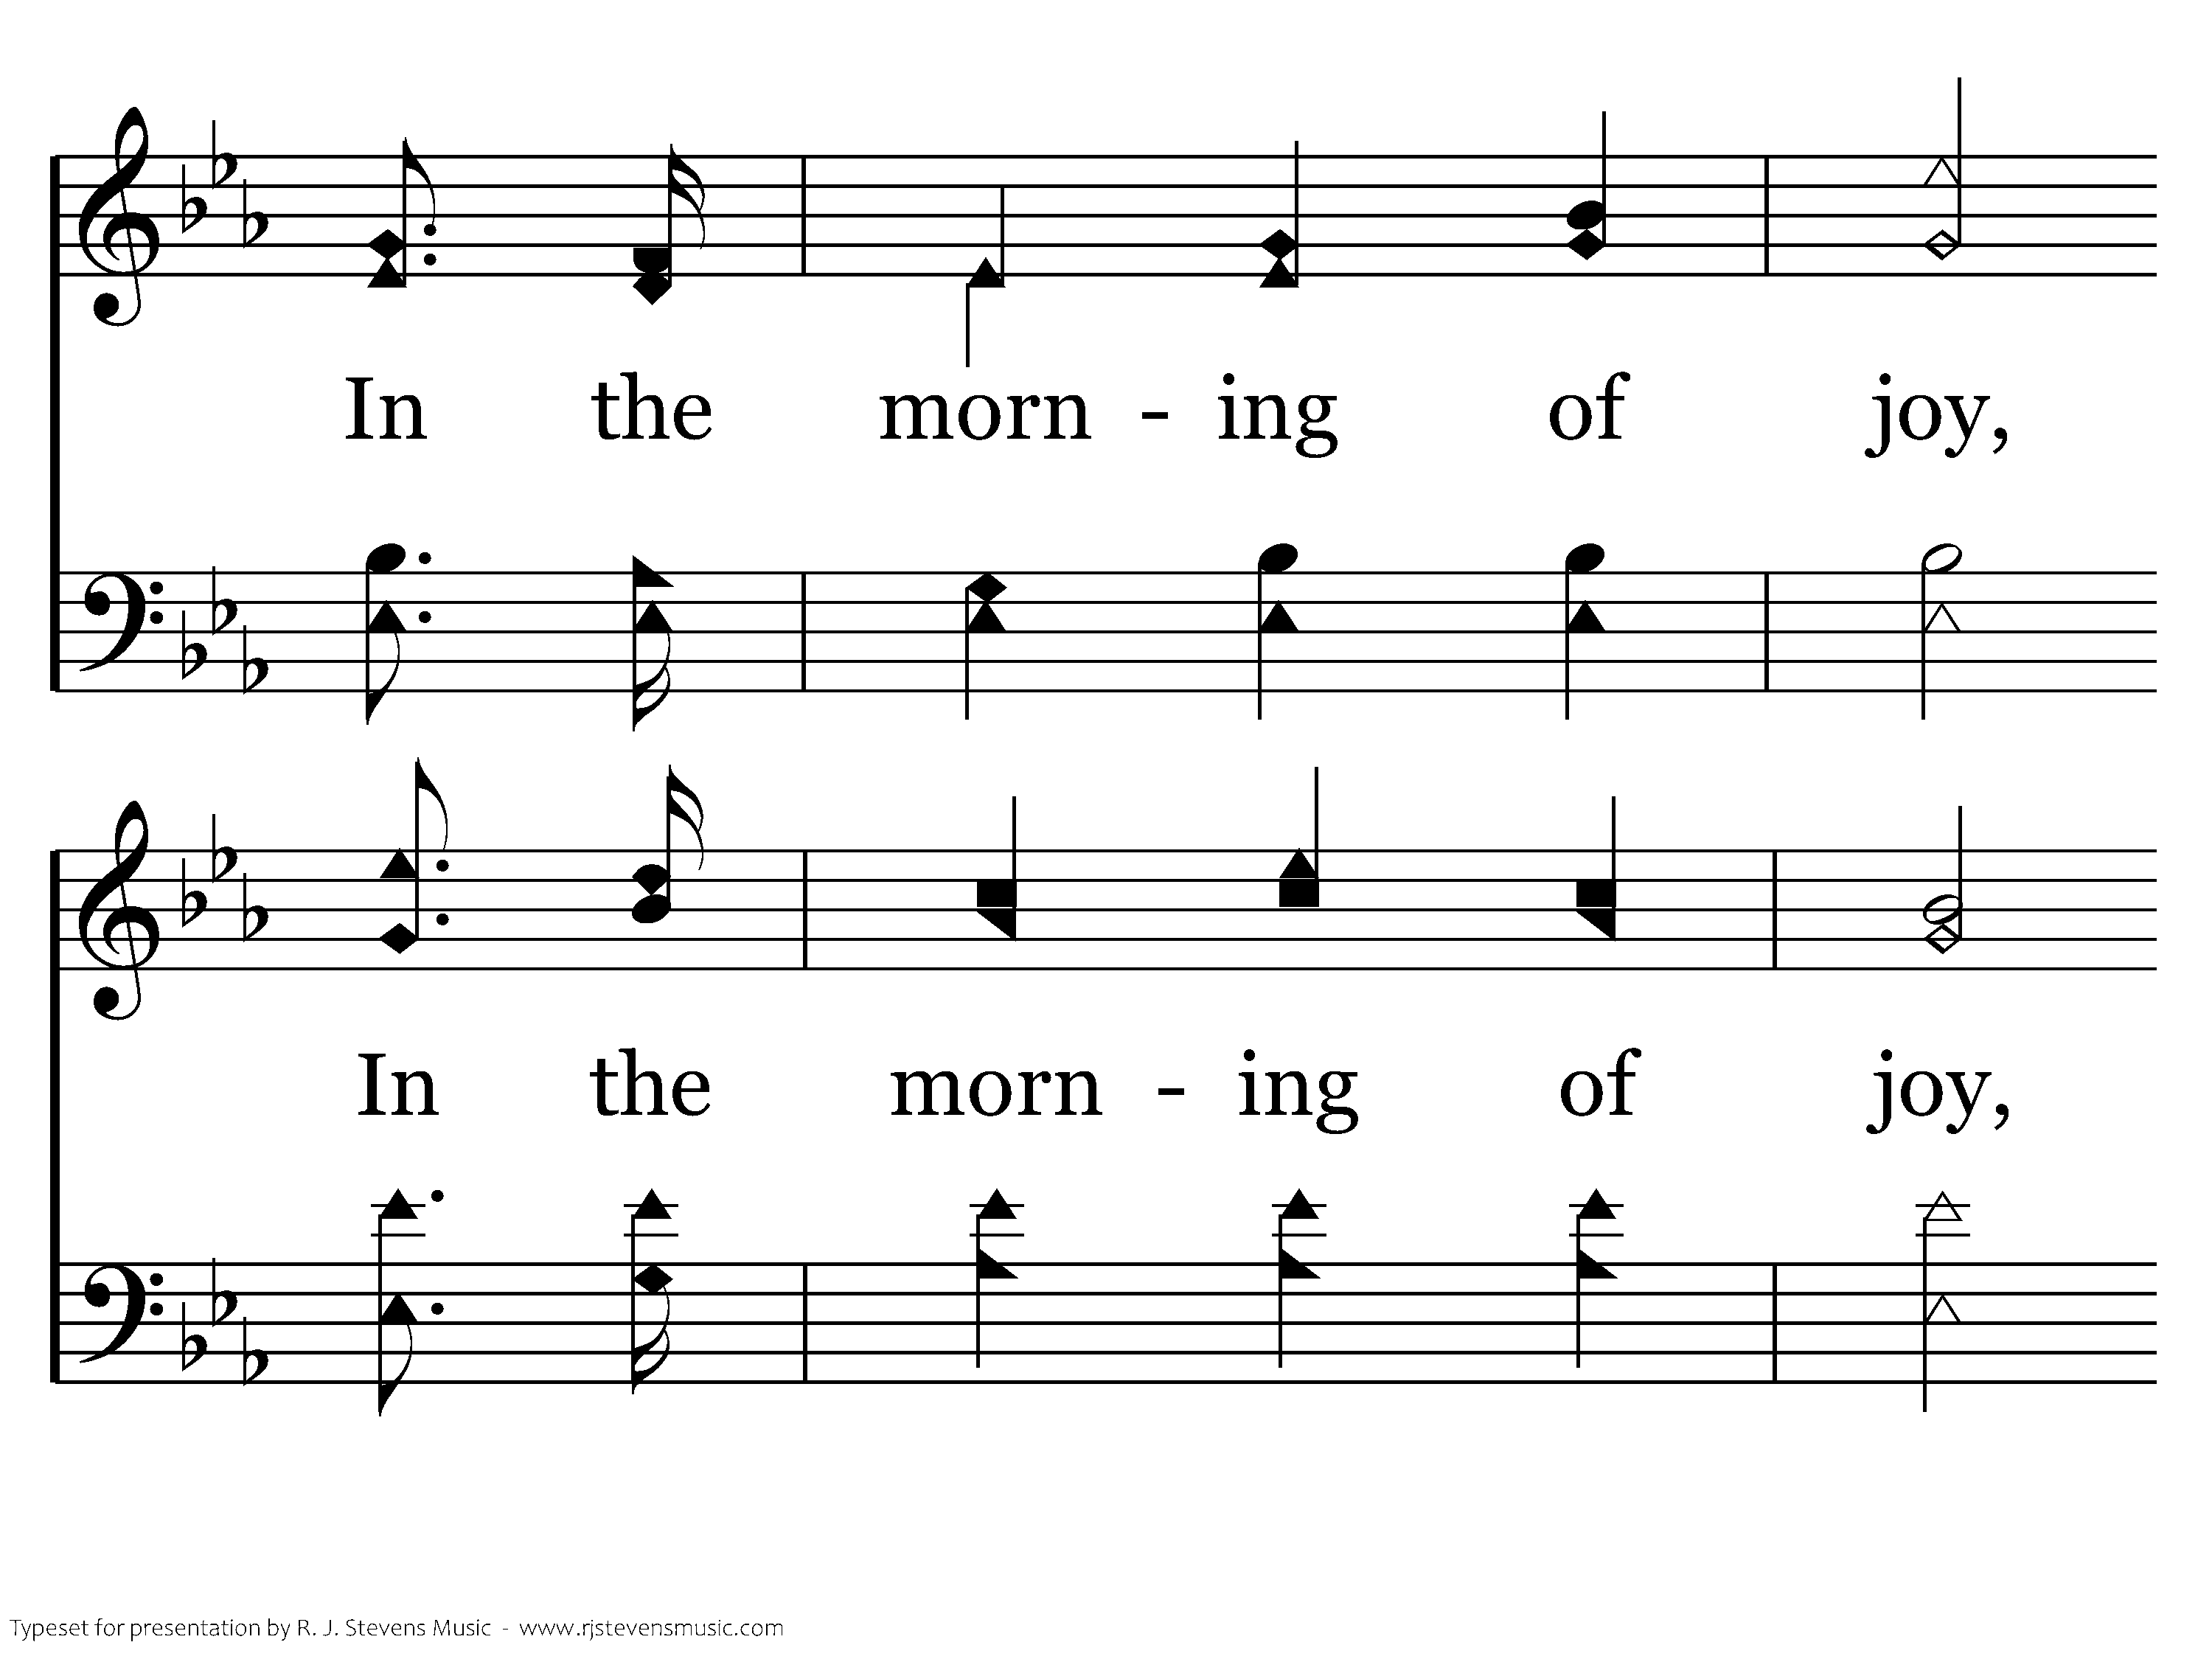 In the morn - ing of joy,
In the morn - ing of joy,
Typeset for presentation by R. J. Stevens Music - www.rjstevensmusic.com